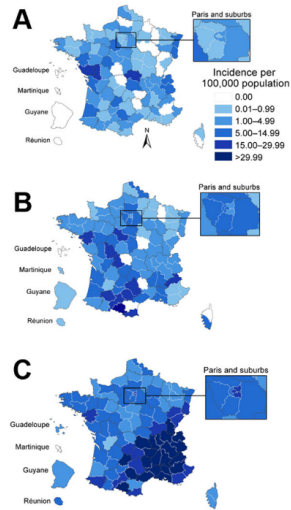 A
Paris and suburbs
Guadeloupe
Martinique
Guyane
Réunion
N
Incidence per
100,000 population
0.00
0.01–0.99
1.00–4.99
5.00–14.99
15.00–29.99
>29.99
B
Paris and suburbs
Guadeloupe
Martinique
Guyane
Réunion
C
Paris and suburbs
Guadeloupe
Martinique
Guyane
Réunion